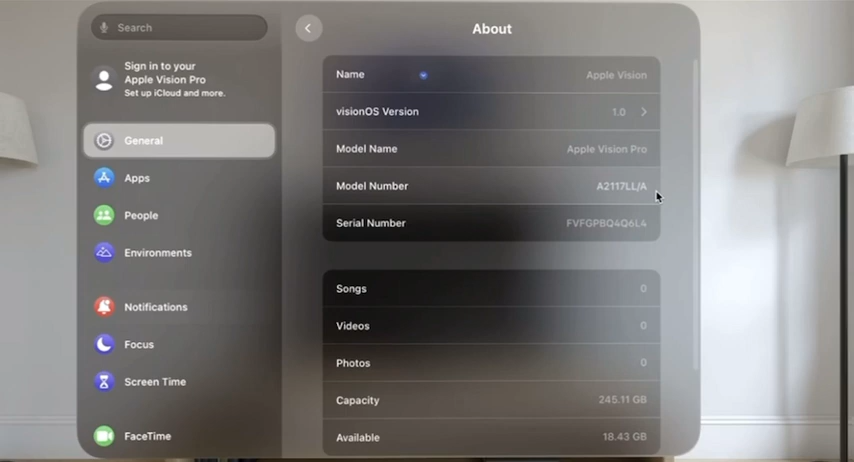 Search
Sign in to your
Apple Vision Pro
Set up iCloud and more.
General
Apps
People
Environments
Notifications
Focus
Screen Time
FaceTime
About
Name Apple Vision
visionOS Version 1.0
Model Name Apple Vision Pro
Model Number A2117LL/A
Serial Number FVFGPBQ4Q6L4
Songs 0
Videos 0
Photos 0
Capacity 245.11 GB
Available 18.43 GB